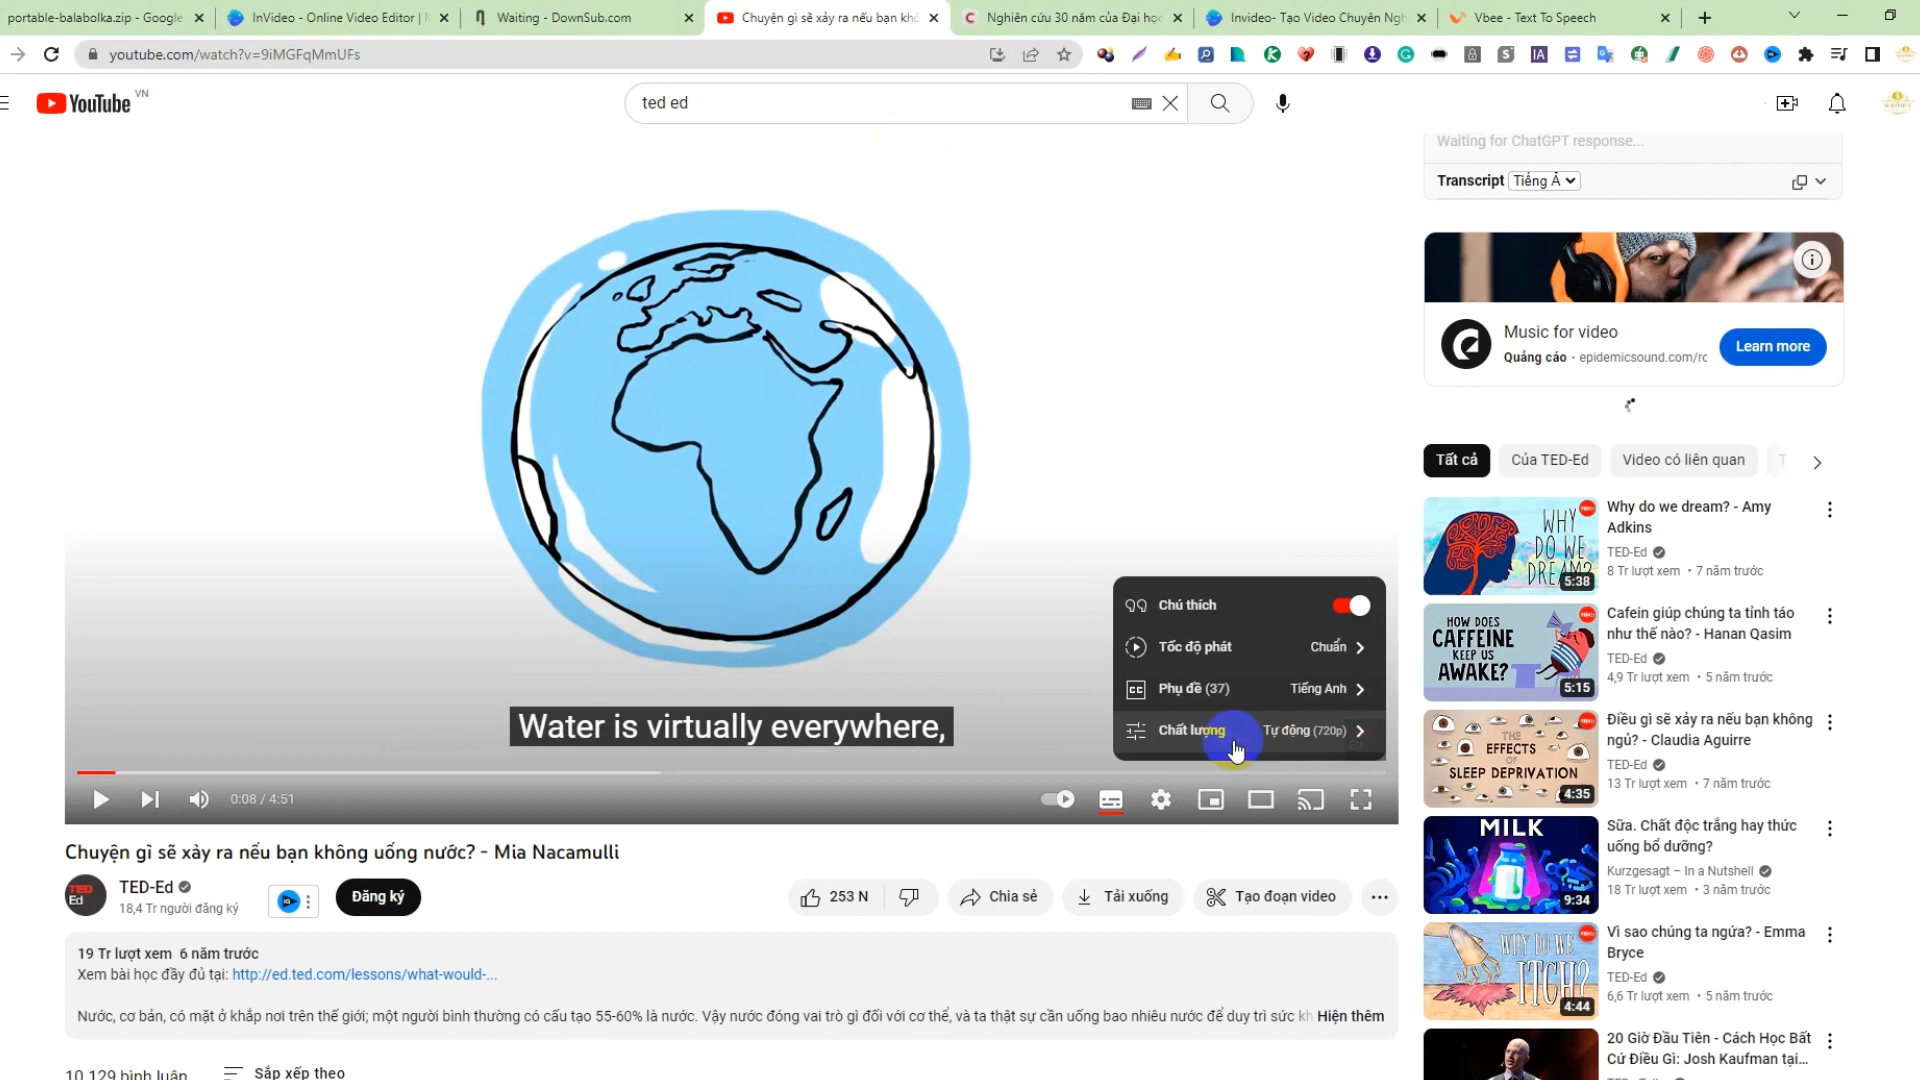 portable-balabolka.zip - Google
InVideo - Online Video Editor |
Waiting - DownSub.com
Chuyện gì sẽ xảy ra nếu bạn khô
Nghiên cứu 30 năm của Đại học
Invideo- Tạo Video Chuyên Ngh
Vbee - Text To Speech
youtube.com/watch?v=9iMGFqMmUFs
YouTube VN
ted ed
Waiting for ChatGPT response...
Transcript Tiếng A
Music for video
Quảng cáo · epidemicsound.com/rc
Learn more
Tất cả
Của TED-Ed
Video có liên quan
T
Water is virtually everywhere,
Chú thích
Tốc độ phát Chuẩn
Phụ đề (37) Tiếng Anh
Chất lượng Tự động (720p)
0:08 / 4:51
Chuyện gì sẽ xảy ra nếu bạn không uống nước? - Mia Nacamulli
TED Ed
TED-Ed
18,4 Tr người đăng ký
Đăng ký
253 N
Chia sẻ
Tải xuống
Tạo đoạn video
19 Tr lượt xem 6 năm trước
Xem bài học đầy đủ tại: http://ed.ted.com/lessons/what-would-...
Nước, cơ bản, có mặt ở khắp nơi trên thế giới; một người bình thường có cấu tạo 55-60% là nước. Vậy nước đóng vai trò gì đối với cơ thể, và ta thật sự cần uống bao nhiêu nước để duy trì sức kh Hiện thêm
10.129 bình luận
Sắp xếp theo
WHY DO WE DREAM?
5:38
Why do we dream? - Amy Adkins
TED-Ed
8 Tr lượt xem · 7 năm trước
HOW DOES CAFFEINE KEEP US AWAKE?
5:15
Cafein giúp chúng ta tỉnh táo như thế nào? - Hanan Qasim
TED-Ed
4,9 Tr lượt xem · 5 năm trước
THE EFFECTS OF SLEEP DEPRIVATION
4:35
Điều gì sẽ xảy ra nếu bạn không ngủ? - Claudia Aguirre
TED-Ed
13 Tr lượt xem · 7 năm trước
MILK
9:34
Sữa. Chất độc trắng hay thức uống bổ dưỡng?
Kurzgesagt – In a Nutshell
18 Tr lượt xem · 3 năm trước
WHY DO WE ITCH?
4:44
Vì sao chúng ta ngứa? - Emma Bryce
TED-Ed
6,6 Tr lượt xem · 5 năm trước
20 Giờ Đầu Tiên - Cách Học Bất Cứ Điều Gì: Josh Kaufman tại...